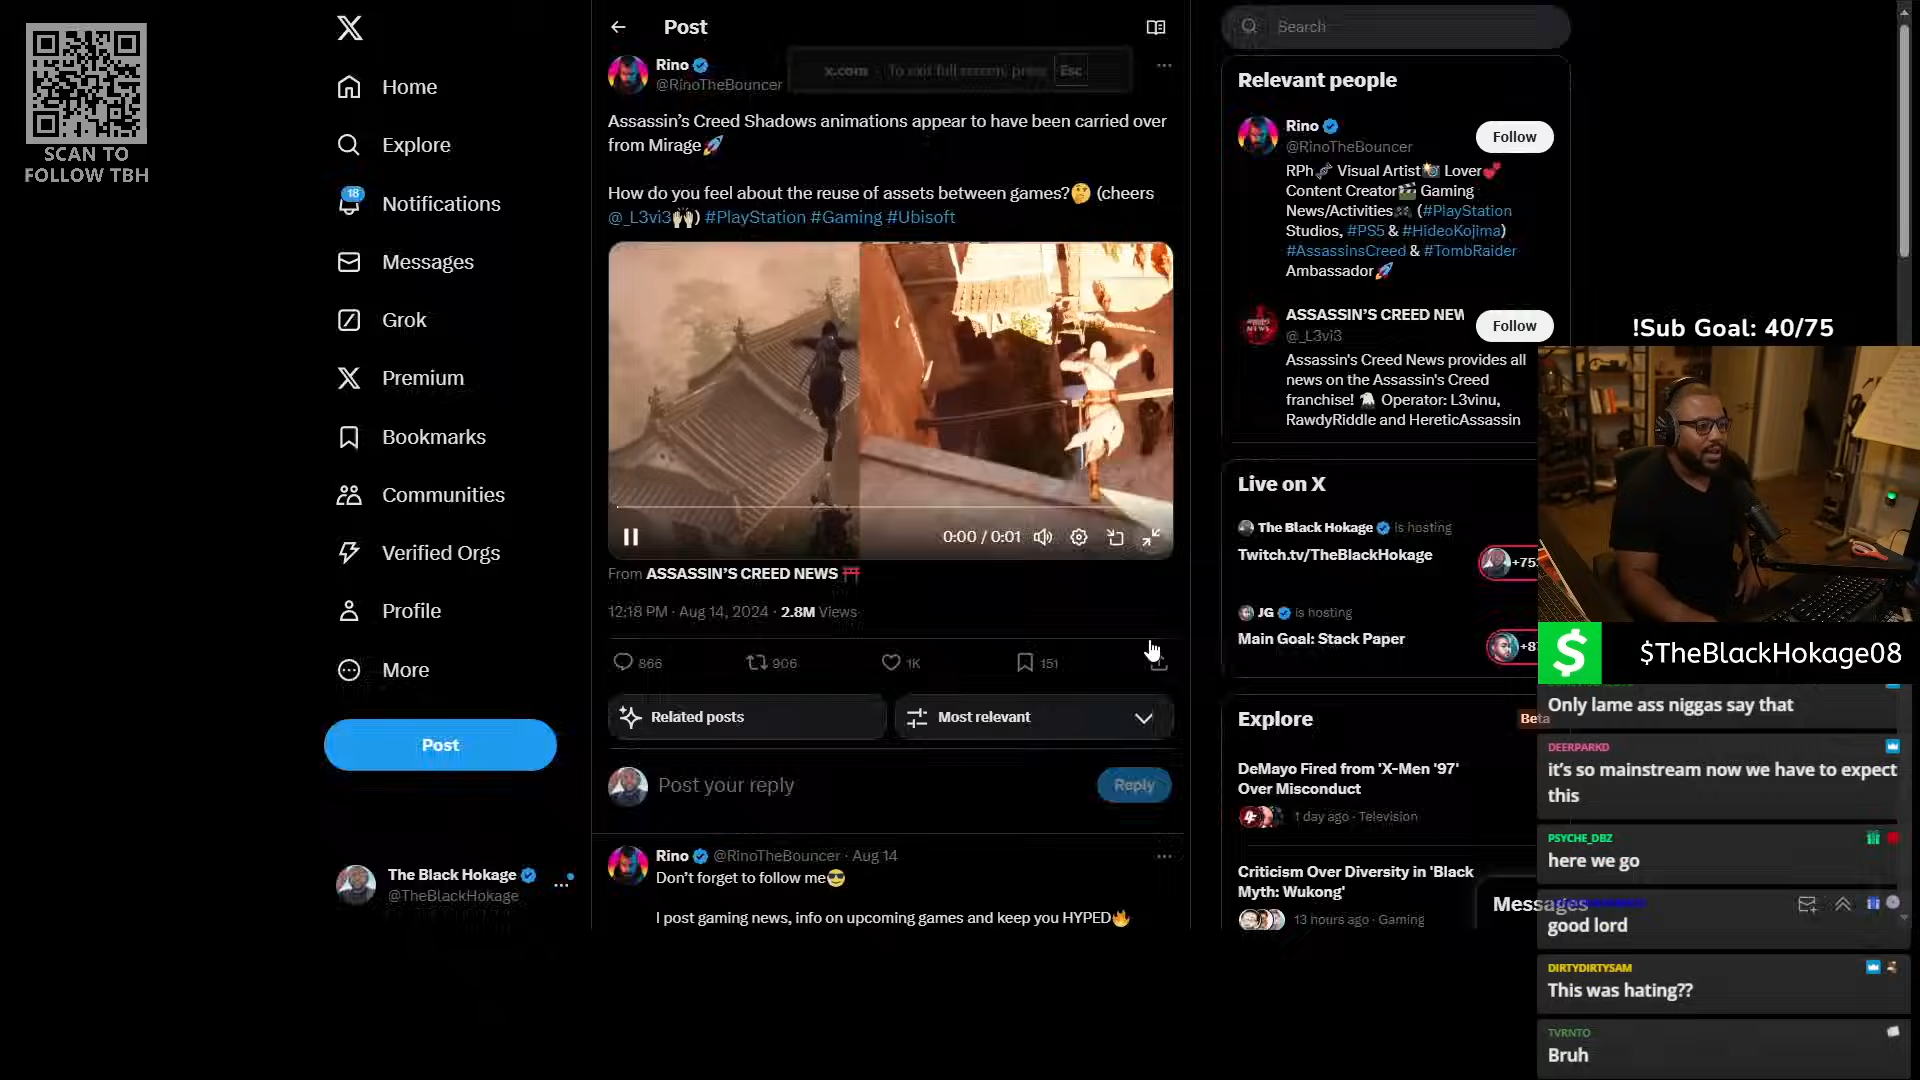 SCAN TO
FOLLOW TBH
Home
Explore
18
Notifications
Messages
Grok
Premium
Bookmarks
Communities
Verified Orgs
Profile
More
Post
The Black Hokage
@TheBlackHokage
Post
Rino
@RinoTheBouncer
x.com · To exit full screen, press Esc
Assassin's Creed Shadows animations appear to have been carried over
from Mirage🚀
How do you feel about the reuse of assets between games?🤔 (cheers
@_L3vi3🙌🏻) #PlayStation #Gaming #Ubisoft
0:00 / 0:01
From ASSASSIN'S CREED NEWS ⛩
12:18 PM · Aug 14, 2024 · 2.8M Views
866 906 1K 151
Related posts
Most relevant
Post your reply
Reply
Rino @RinoTheBouncer · Aug 14
Don't forget to follow me😎
I post gaming news, info on upcoming games and keep you HYPED🔥
Search
Relevant people
Rino
@RinoTheBouncer
Follow
RPh🧬 Visual Artist📸 Lover💕
Content Creator🎬 Gaming
News/Activities🎮 (#PlayStation
Studios, #PS5 & #HideoKojima)
#AssassinsCreed & #TombRaider
Ambassador🚀
ASSASSIN'S CREED NEW
@_L3vi3
Follow
Assassin's Creed News provides all
news on the Assassin's Creed
franchise! 🦅 Operator: L3vinu,
RawdyRiddle and HereticAssassin
Live on X
The Black Hokage is hosting
Twitch.tv/TheBlackHokage
+75
JG is hosting
Main Goal: Stack Paper
+8
Explore
Beta
DeMayo Fired from 'X-Men '97'
Over Misconduct
1 day ago · Television
Criticism Over Diversity in 'Black
Myth: Wukong'
13 hours ago · Gaming
Messages
!Sub Goal: 40/75
$TheBlackHokage08
Only lame ass niggas say that
DEERPARKD
it's so mainstream now we have to expect
this
PSYCHE_DBZ
here we go
good lord
DIRTYDIRTYSAM
This was hating??
TVRNTO
Bruh